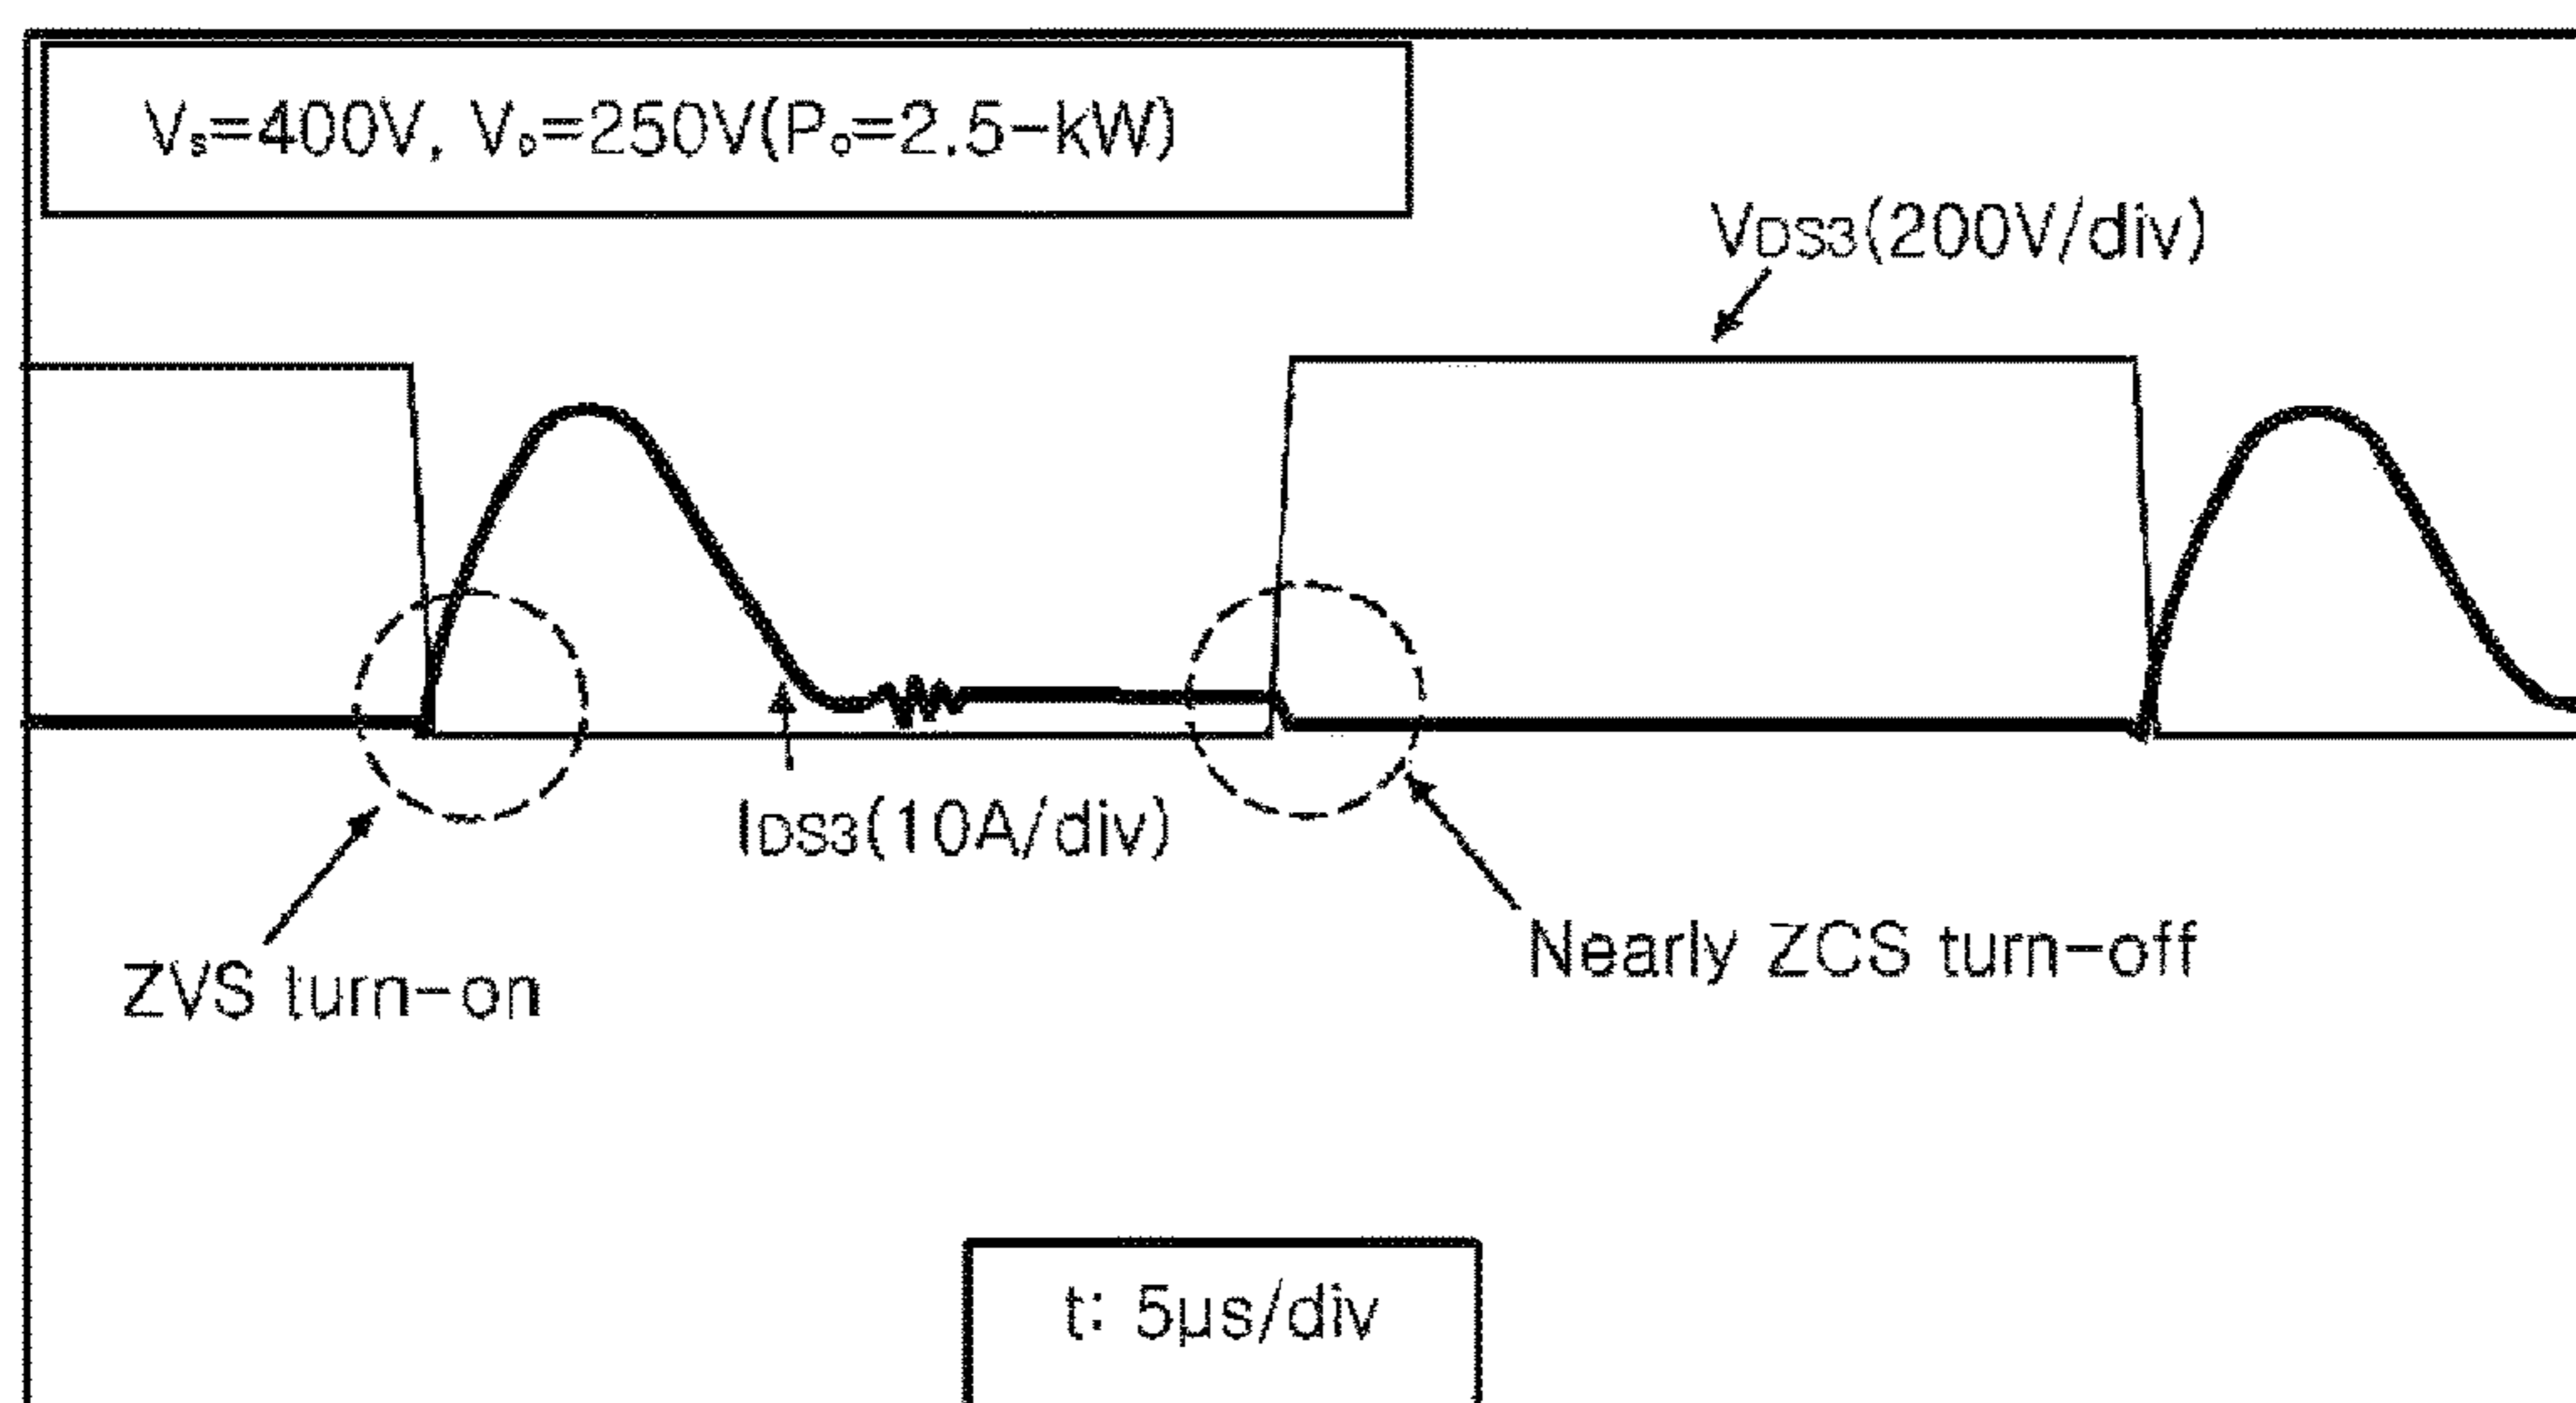 Vs=400V, Vo=250V(Po=2.5-kW)
VDS3(200V/div)
IDS3(10A/div)
ZVS turn-on
Nearly ZCS turn-off
t: 5µs/div